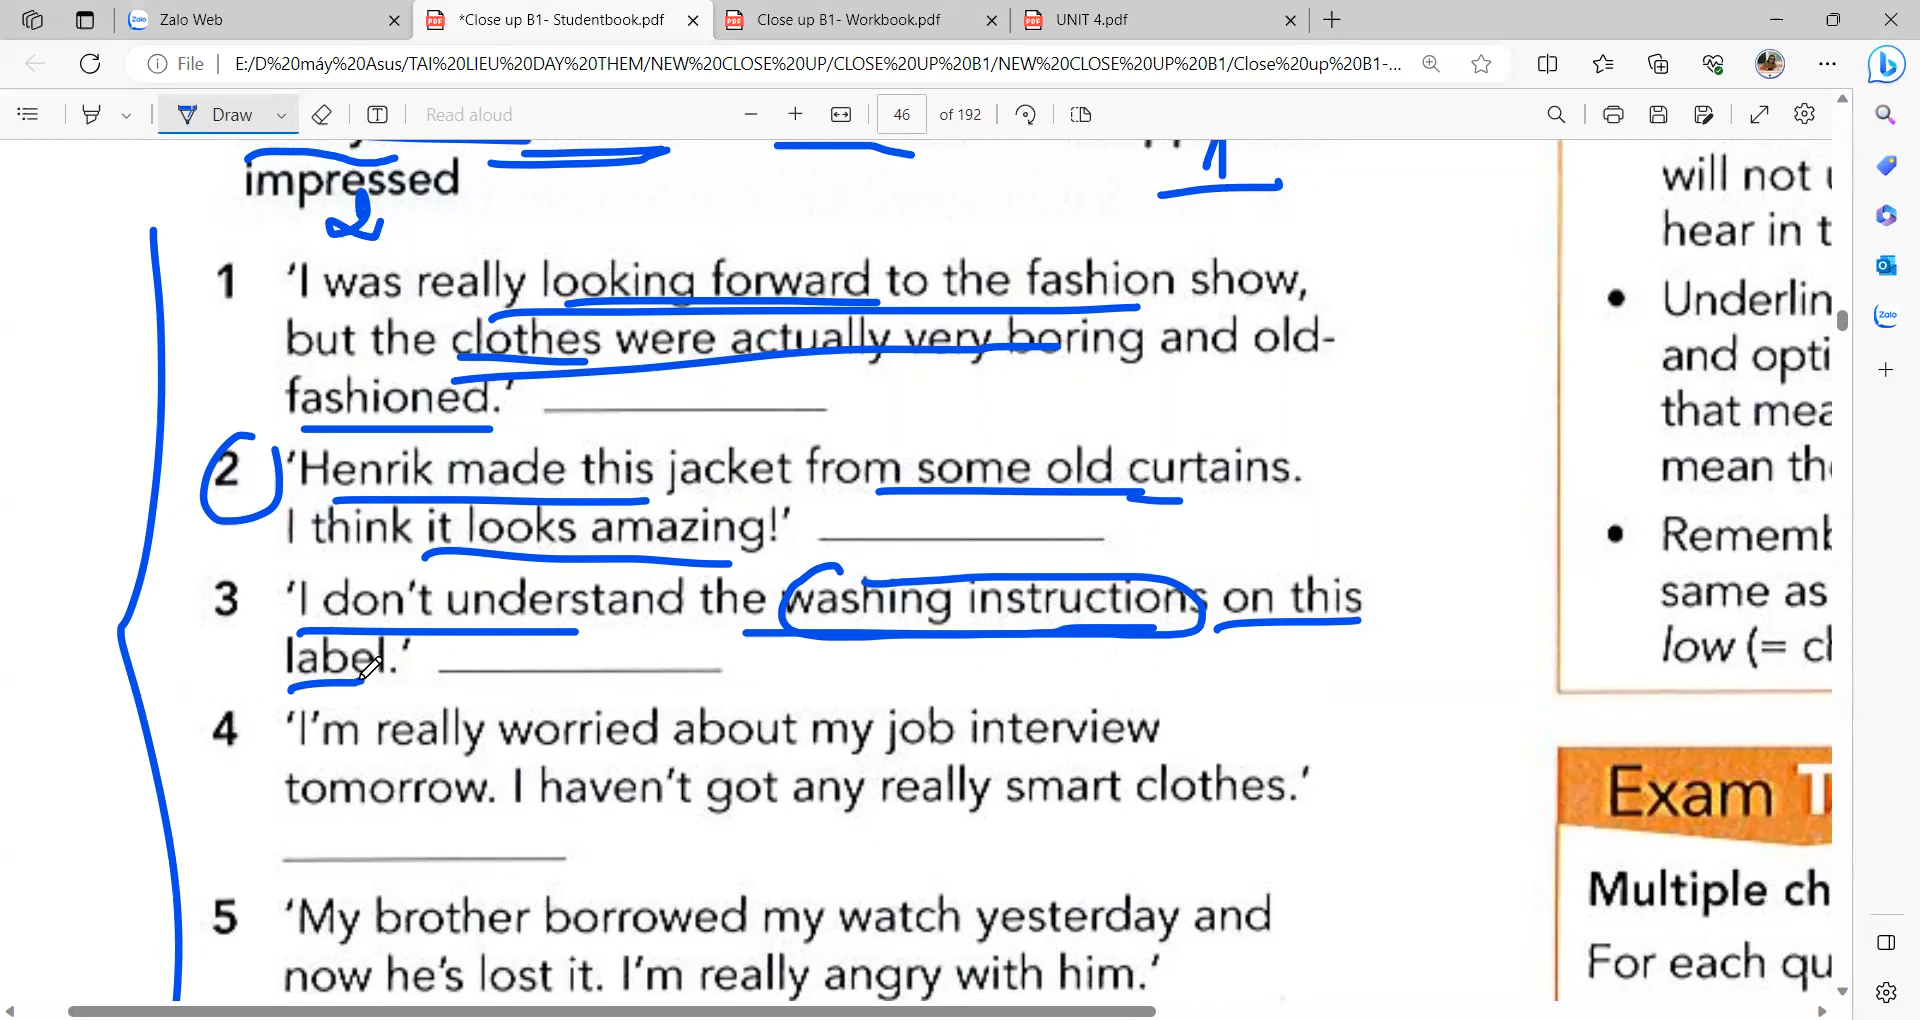 Zalo Web
*Close up B1- Studentbook.pdf
Close up B1- Workbook.pdf
UNIT 4.pdf
File
E:/D%20máy%20Asus/TAI%20LIEU%20DAY%20THEM/NEW%20CLOSE%20UP/CLOSE%20UP%20B1/NEW%20CLOSE%20UP%20B1/Close%20up%20B1-...
Draw
Read aloud
46
of 192
impressed
2
1
1 'I was really looking forward to the fashion show,
but the clothes were actually very boring and old-
fashioned.'
2 'Henrik made this jacket from some old curtains.
I think it looks amazing!'
3 'I don't understand the washing instructions on this
label.'
4 'I'm really worried about my job interview
tomorrow. I haven't got any really smart clothes.'
5 'My brother borrowed my watch yesterday and
now he's lost it. I'm really angry with him.'
will not
hear in t
• Underlin
and opti
that mea
mean the
• Rememb
same as
low (= cl
Exam T
Multiple ch
For each qu